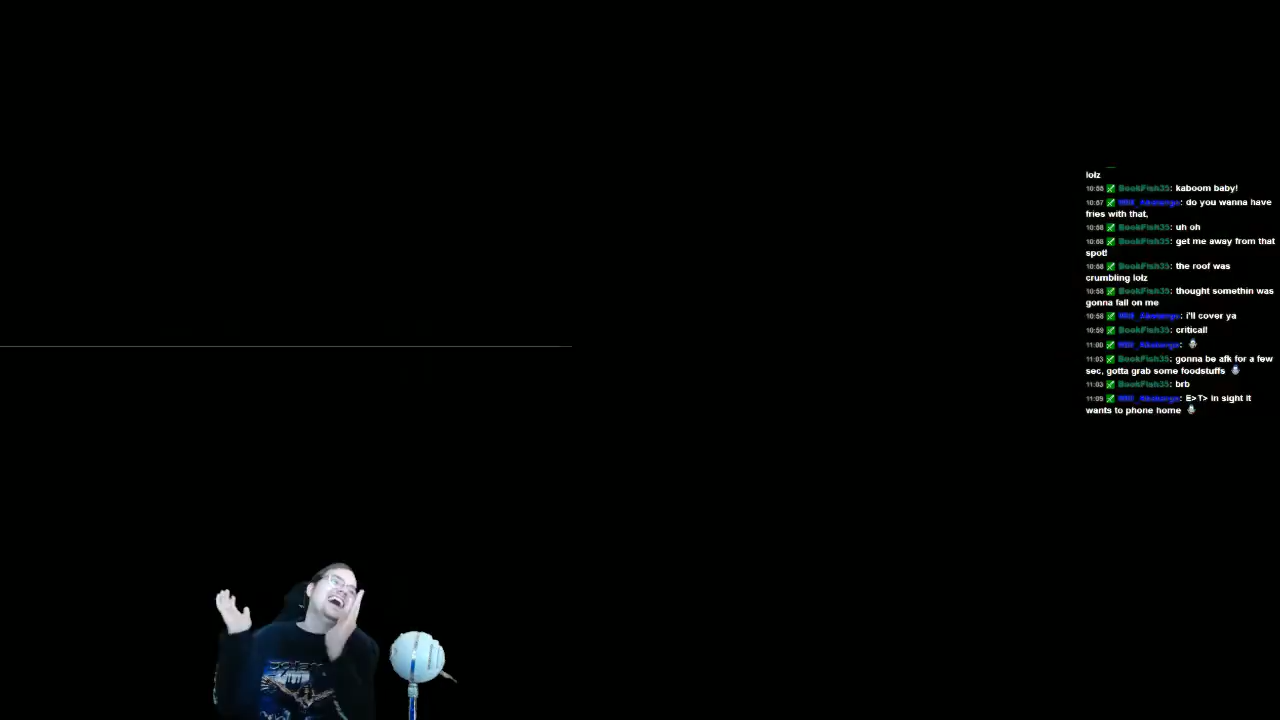 lolz
10:58 BookFish35: kaboom baby!
10:57 : do you wanna have
fries with that,
10:58 BookFish35: uh oh
10:58 BookFish35: get me away from that
spot!
10:58 BookFish35: the roof was
crumbling lolz
10:58 BookFish35: thought somethin was
gonna fall on me
10:58 : i'll cover ya
10:59 BookFish35: critical!
11:00 :
11:03 BookFish35: gonna be afk for a few
sec, gotta grab some foodstuffs
11:03 BookFish35: brb
11:09 : E>T> in sight it
wants to phone home